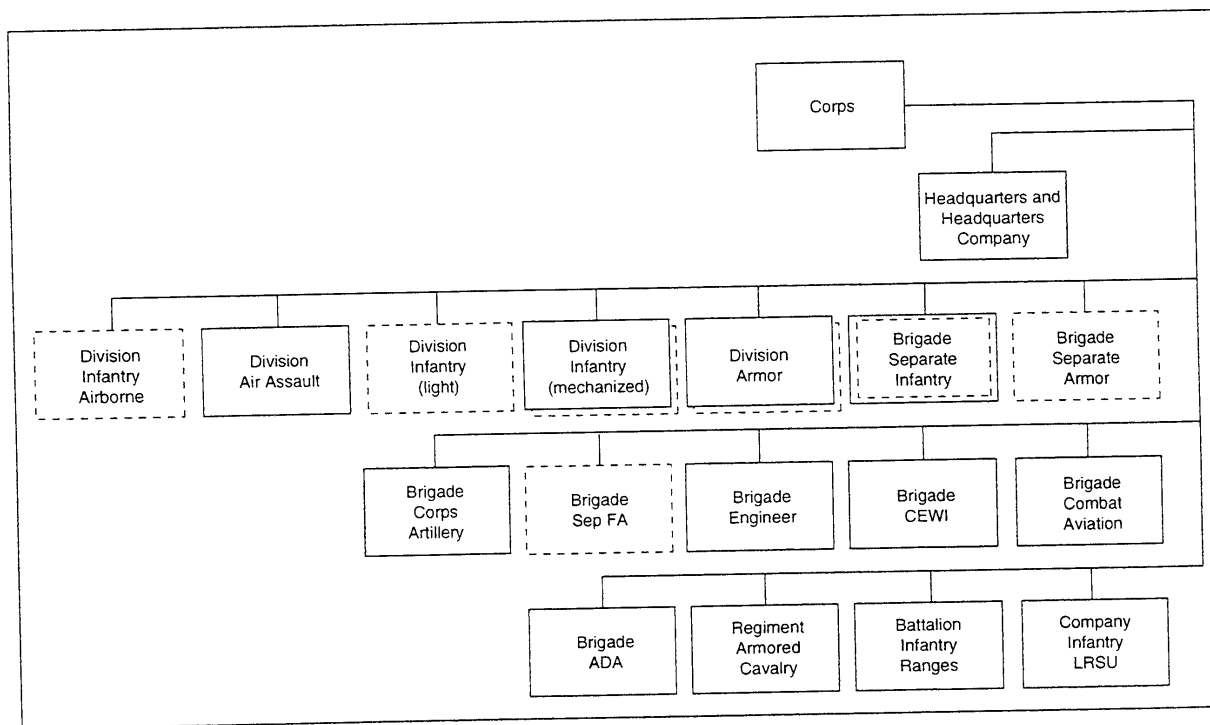 Corps
Headquarters and
Headquarters
Company
Division
Infantry
Airborne
Division
Air Assault
Division
Infantry
(light)
Division
Infantry
(mechanized)
Division
Armor
Brigade
Separate
Infantry
Brigade
Separate
Armor
Brigade
Corps
Artillery
Brigade
Sep FA
Brigade
Engineer
Brigade
CEWI
Brigade
Combat
Aviation
Brigade
ADA
Regiment
Armored
Cavalry
Battalion
Infantry
Ranges
Company
Infantry
LRSU